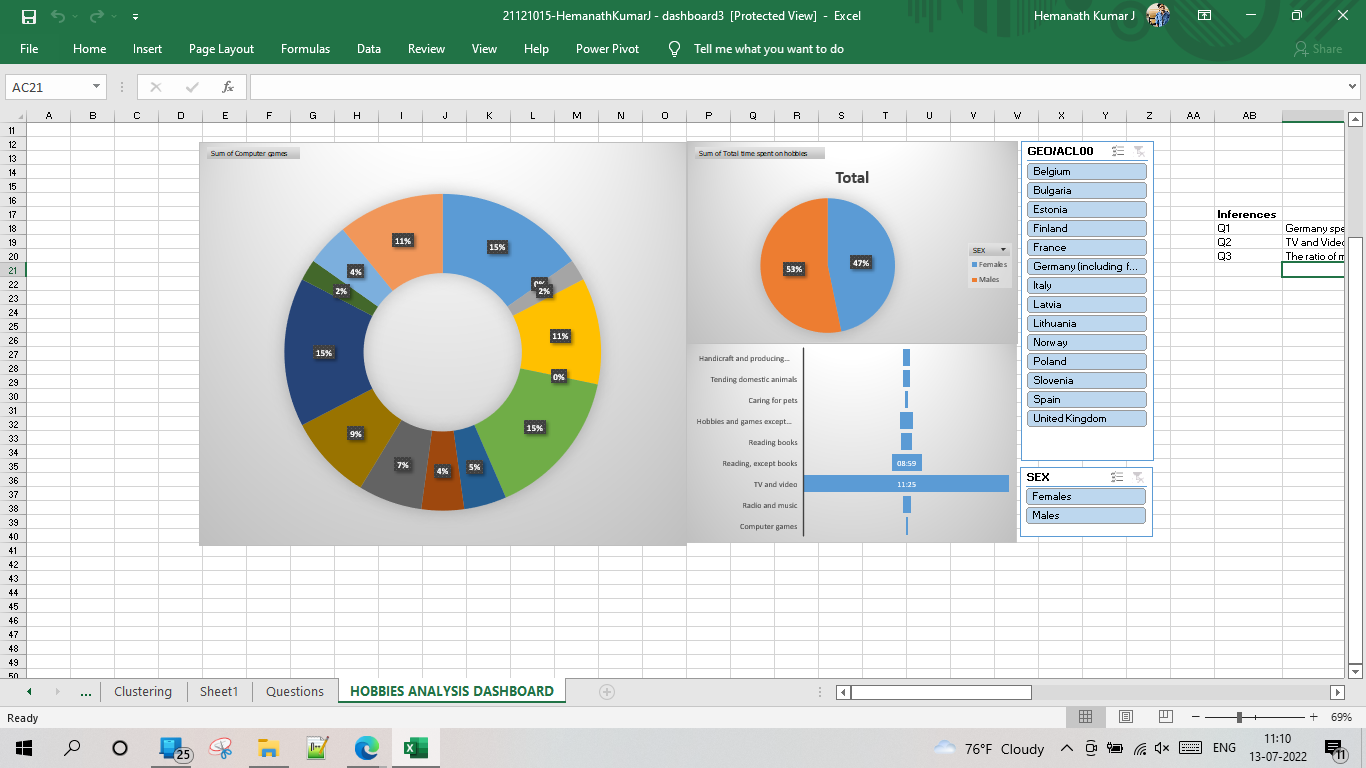 21121015-HemanathKumarJ - dashboard3 [Protected View] - Excel
Hemanath Kumar J
File Home Insert Page Layout Formulas Data Review View Help Power Pivot Tell me what you want to do Share
AC21 fx
A B C D E F G H I J K L M N O P Q R S T U V W X Y Z AA AB
11
12
13
14
15
16
17
18
19
20
21
22
23
24
25
26
27
28
29
30
31
32
33
34
35
36
37
38
39
40
41
42
43
44
45
46
47
48
49
50
Sum of Computer games
15%
2%
11%
0%
15%
5%
4%
7%
9%
15%
2%
4%
11%
Sum of Total time spent on hobbies
Total
53%
47%
SEX
Females
Males
Handicraft and producing...
Tending domestic animals
Caring for pets
Hobbies and games except...
Reading books
Reading, except books 08:59
TV and video 11:25
Radio and music
Computer games
GEO/ACL00
Belgium
Bulgaria
Estonia
Finland
France
Germany (including f...
Italy
Latvia
Lithuania
Norway
Poland
Slovenia
Spain
United Kingdom
SEX
Females
Males
Inferences
Q1 Germany spe
Q2 TV and Video
Q3 The ratio of m
... Clustering Sheet1 Questions HOBBIES ANALYSIS DASHBOARD
Ready 69%
25
76°F Cloudy ENG 11:10
13-07-2022 11